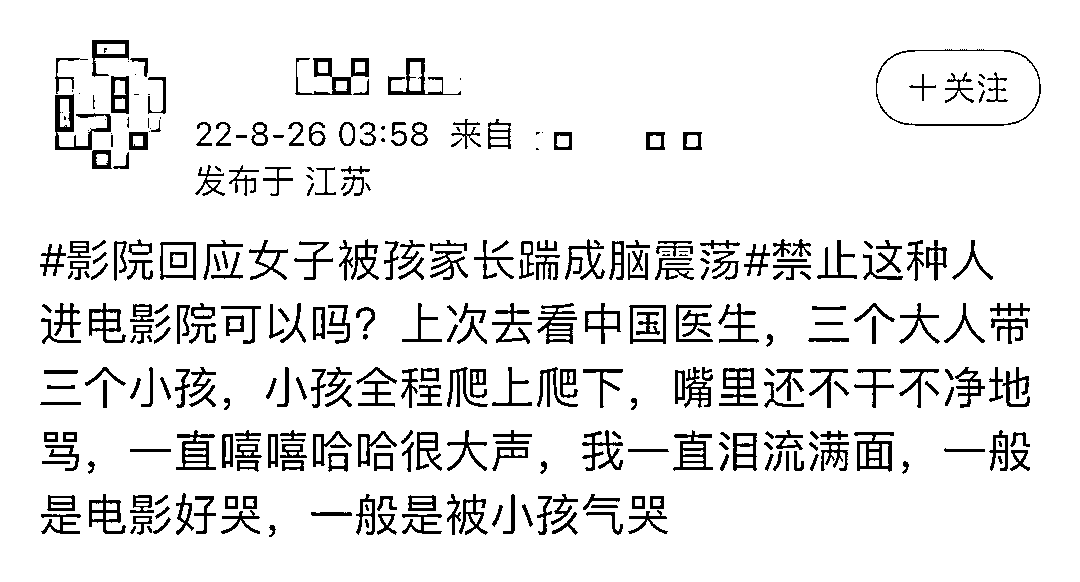 +关注
22-8-26 03:58 来自
发布于 江苏
#影院回应女子被孩家长踹成脑震荡#禁止这种人
进电影院可以吗？上次去看中国医生，三个大人带
三个小孩，小孩全程爬上爬下，嘴里还不干不净地
骂，一直嘻嘻哈哈很大声，我一直泪流满面，一般
是电影好哭，一般是被小孩气哭